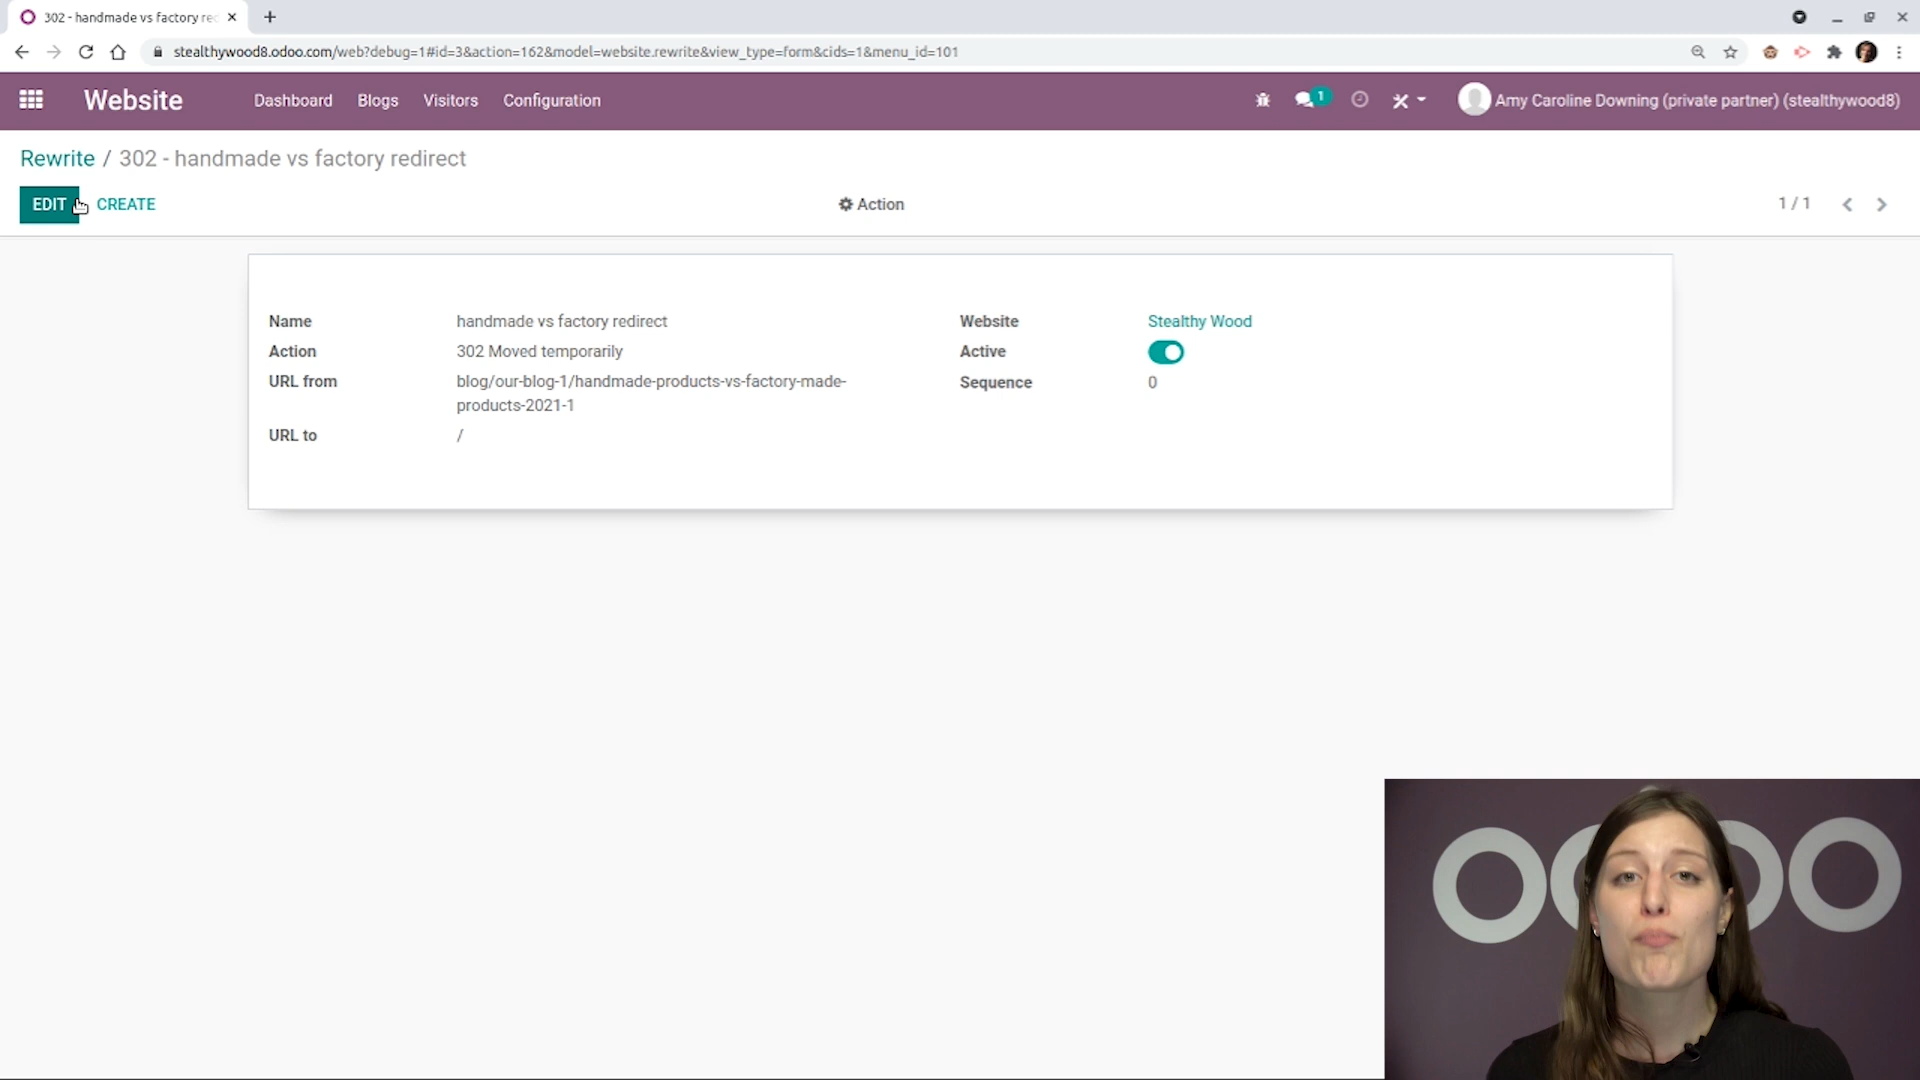 302 - handmade vs factory rec
stealthywood8.odoo.com/web?debug=1#id=3&action=162&model=website.rewrite&view_type=form&cids=1&menu_id=101
Website Dashboard Blogs Visitors Configuration 1 Amy Caroline Downing (private partner) (stealthywood8)
Rewrite / 302 - handmade vs factory redirect
EDIT CREATE Action 1 / 1
Name handmade vs factory redirect Website Stealthy Wood
Action 302 Moved temporarily Active
URL from blog/our-blog-1/handmade-products-vs-factory-made- Sequence 0
products-2021-1
URL to /
odoo